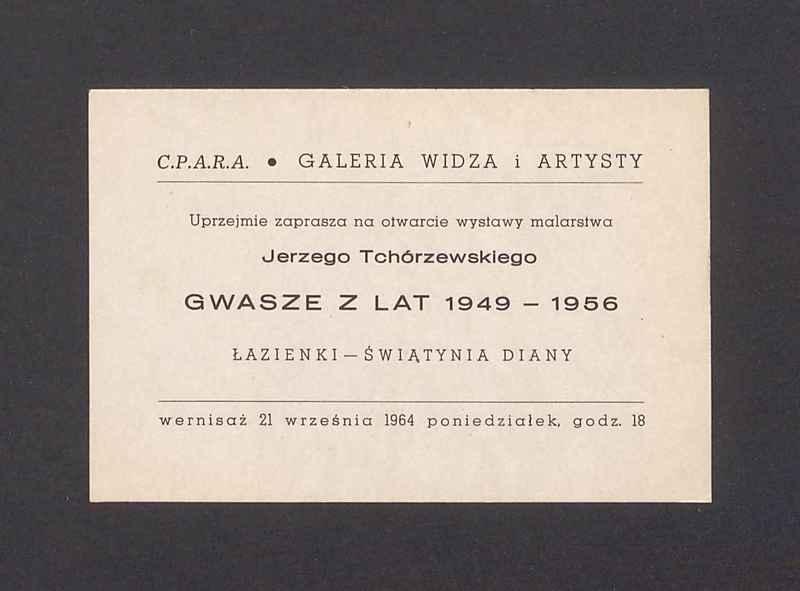 C.P.A.R.A. • GALERIA WIDZA i ARTYSTY
Uprzejmie zaprasza na otwarcie wystawy malarstwa
Jerzego Tchórzewskiego
GWASZE Z LAT 1949 – 1956
ŁAZIENKI — ŚWIĄTYNIA DIANY
wernisaż 21 września 1964 poniedziałek, godz. 18